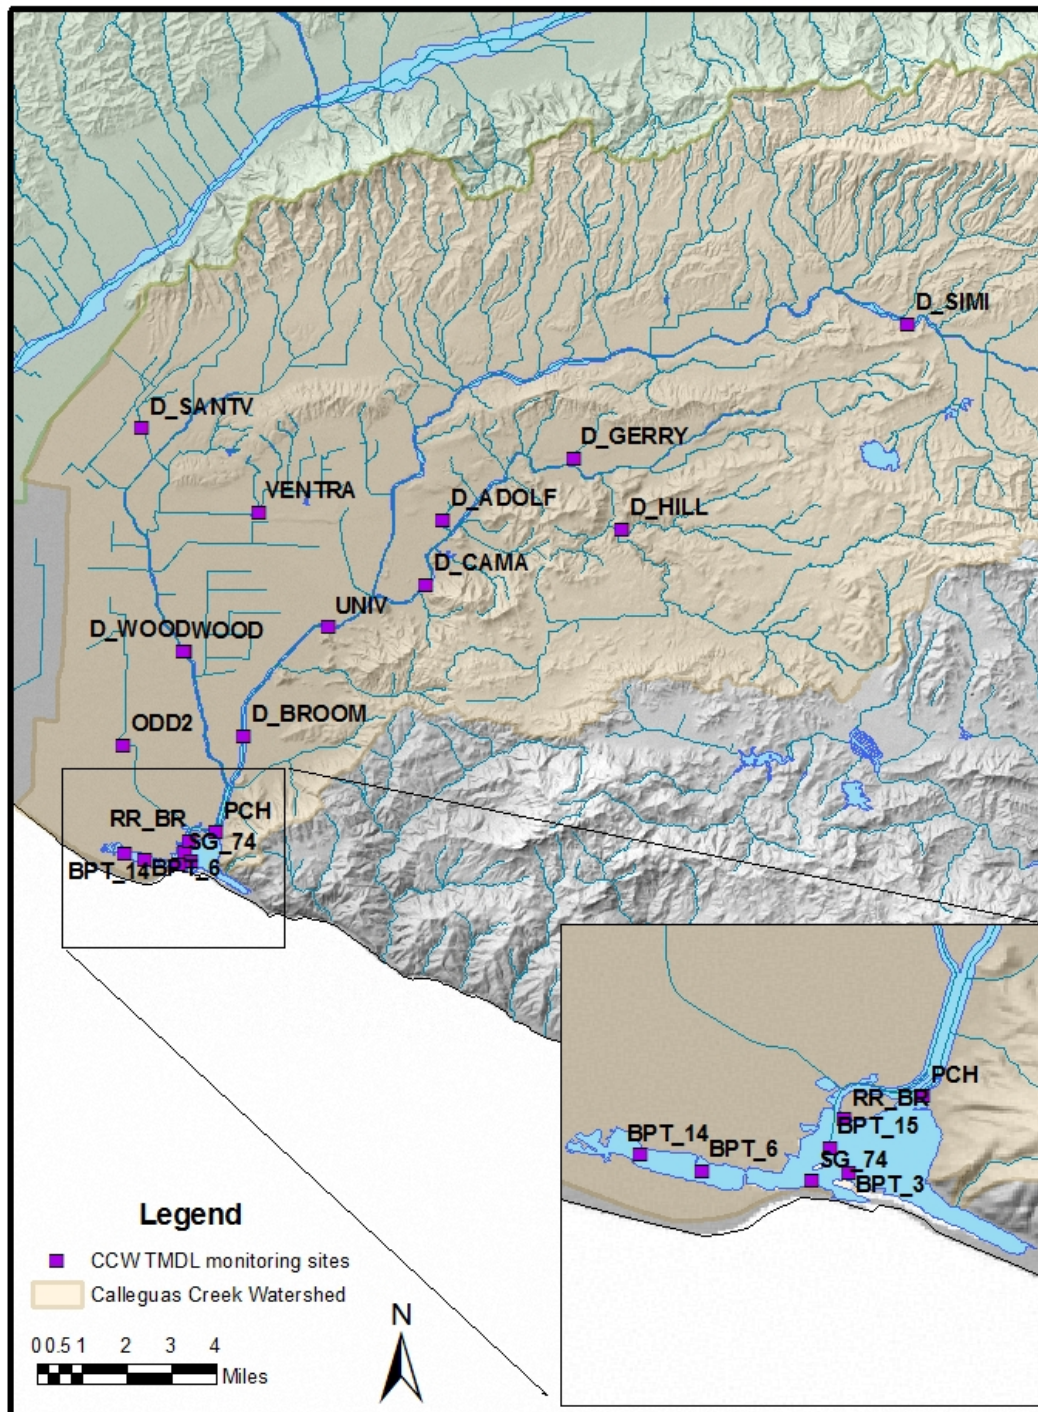 D_SIMI
D_SANTV
D_GERRY
VENTRA
D_ADOLF
D_HILL
D_CAMA
UNIV
D_WOOD WOOD
D_BROOM
ODD2
PCH
RR_BR
SG_74
BPT_14 BPT_6
PCH
RR_BR
BPT_15
BPT_14
BPT_6
SG_74
BPT_3
Legend
CCW TMDL monitoring sites
Calleguas Creek Watershed
N
0 0.5 1 2 3 4
Miles